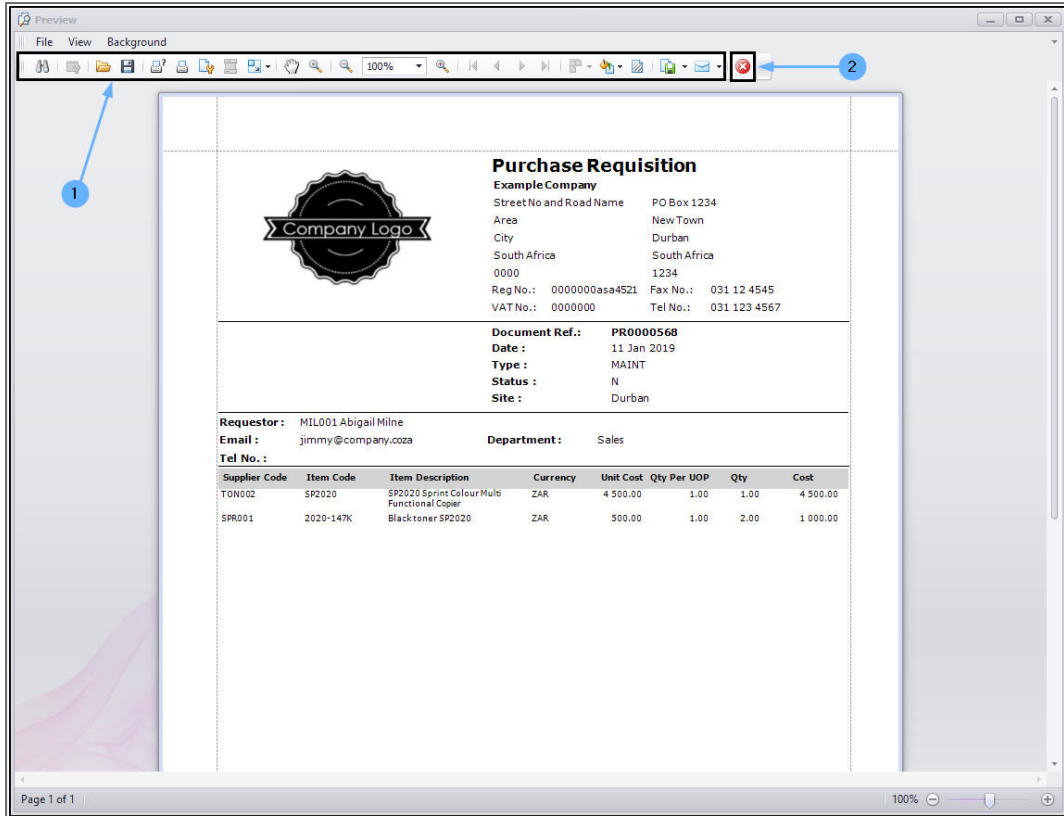 Preview
File View Background
100%
2
1
Company Logo
Purchase Requisition
Example Company
Street No and Road Name PO Box 1234
Area New Town
City Durban
South Africa South Africa
0000 1234
Reg No.: 0000000asa4521 Fax No.: 031 12 4545
VAT No.: 0000000 Tel No.: 031 123 4567
Document Ref.: PR0000568
Date : 11 Jan 2019
Type : MAINT
Status : N
Site : Durban
Requestor : MIL001 Abigail Milne
Email : jimmy@company.coza Department : Sales
Tel No. :
Supplier Code Item Code Item Description Currency Unit Cost Qty Per UOP Qty Cost
TON002 SP2020 SP2020 Sprint Colour Multi ZAR 4 500.00 1.00 1.00 4 500.00
Functional Copier
SPR001 2020-147K Black toner SP2020 ZAR 500.00 1.00 2.00 1 000.00
Page 1 of 1 100%